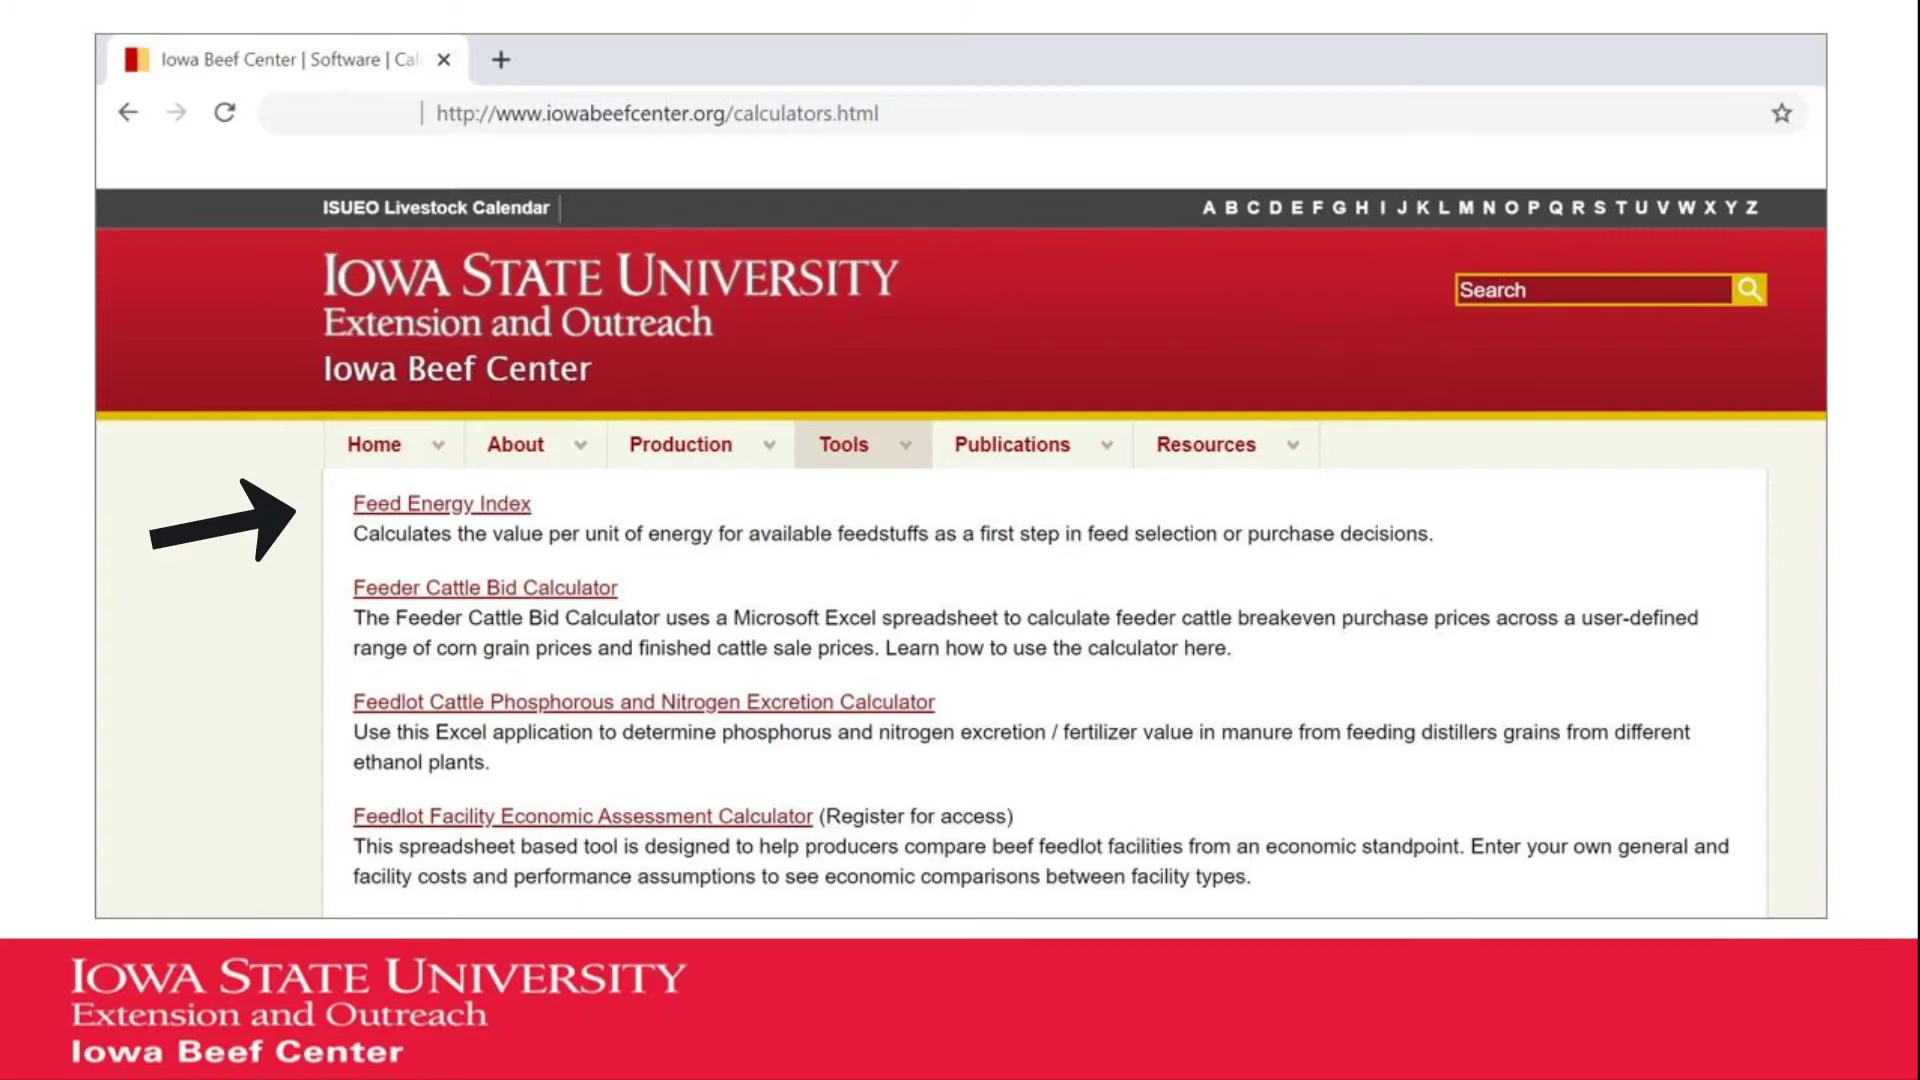 Iowa Beef Center | Software | Cal
http://www.iowabeefcenter.org/calculators.html
ISUEO Livestock Calendar
A B C D E F G H I J K L M N O P Q R S T U V W X Y Z
IOWA STATE UNIVERSITY
Extension and Outreach
Iowa Beef Center
Search
Home About Production Tools Publications Resources
Feed Energy Index
Calculates the value per unit of energy for available feedstuffs as a first step in feed selection or purchase decisions.
Feeder Cattle Bid Calculator
The Feeder Cattle Bid Calculator uses a Microsoft Excel spreadsheet to calculate feeder cattle breakeven purchase prices across a user-defined
range of corn grain prices and finished cattle sale prices. Learn how to use the calculator here.
Feedlot Cattle Phosphorous and Nitrogen Excretion Calculator
Use this Excel application to determine phosphorus and nitrogen excretion / fertilizer value in manure from feeding distillers grains from different
ethanol plants.
Feedlot Facility Economic Assessment Calculator (Register for access)
This spreadsheet based tool is designed to help producers compare beef feedlot facilities from an economic standpoint. Enter your own general and
facility costs and performance assumptions to see economic comparisons between facility types.
IOWA STATE UNIVERSITY
Extension and Outreach
Iowa Beef Center